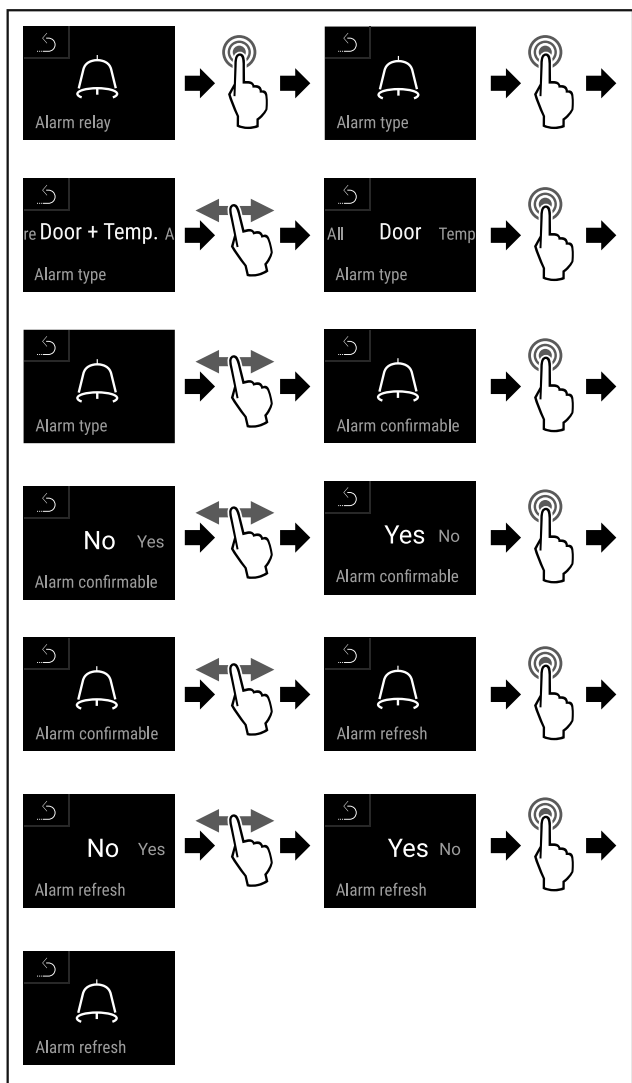 Alarm relay
Alarm type
re Door + Temp. A
Alarm type
All Door Temp
Alarm type
Alarm type
Alarm confirmable
No Yes
Alarm confirmable
Yes No
Alarm confirmable
Alarm confirmable
Alarm refresh
No Yes
Alarm refresh
Yes No
Alarm refresh
Alarm refresh